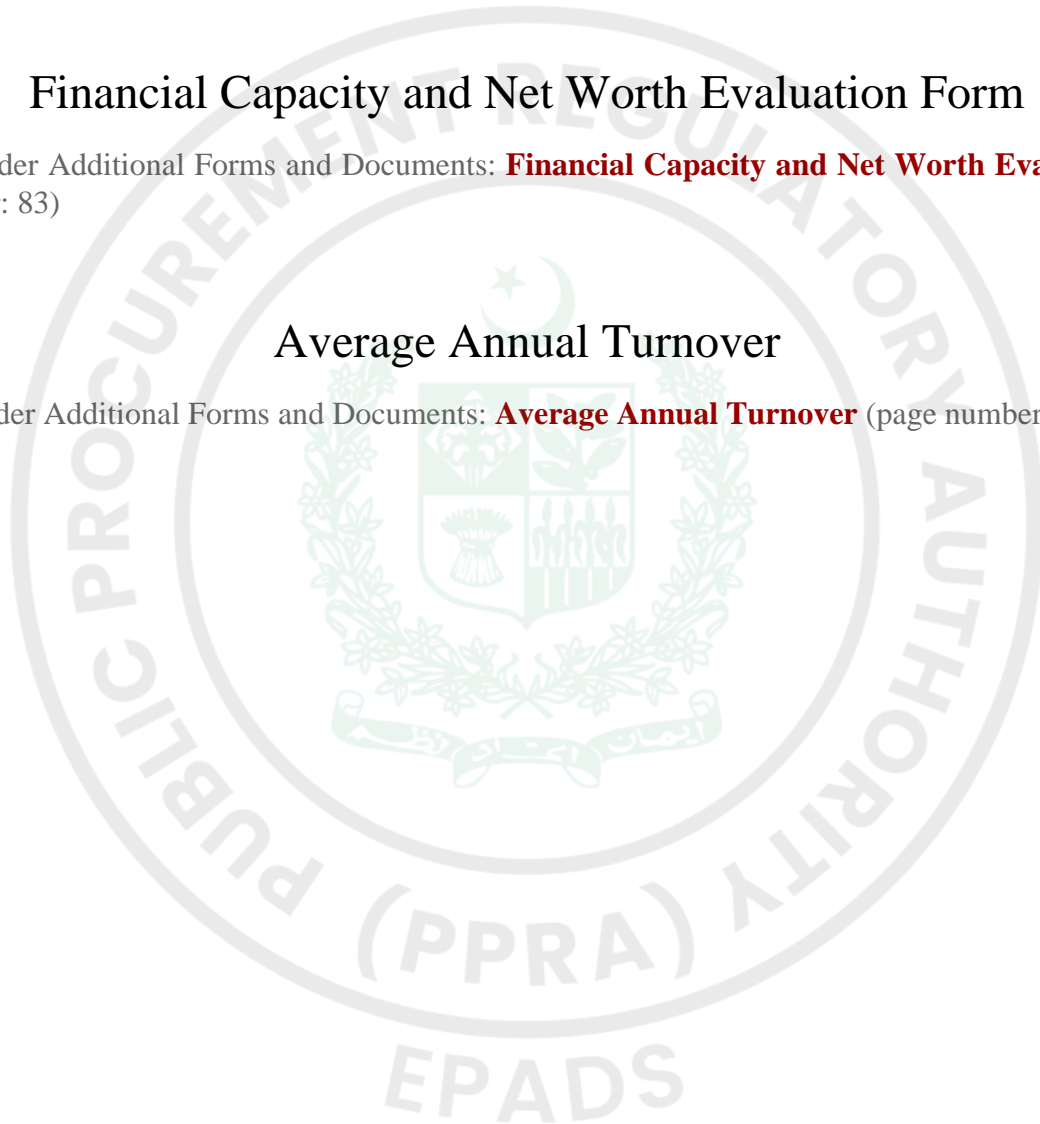 Financial Capacity and Net Worth Evaluation Form
der Additional Forms and Documents: Financial Capacity and Net Worth Eva
: 83)
Average Annual Turnover
der Additional Forms and Documents: Average Annual Turnover (page number
PUBLIC PROCUREMENT REGULATORY AUTHORITY
(PPRA)
EPADS